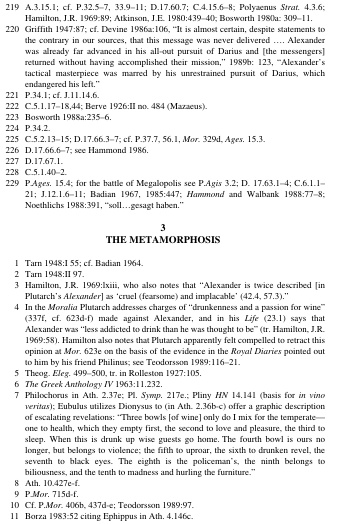 219 A.3.15.1; cf. P.32.5–7, 33.9–11; D.17.60.7; C.4.15.6–8; Polyaenus Strat. 4.3.6;
Hamilton, J.R. 1969:89; Atkinson, J.E. 1980:439–40; Bosworth 1980a: 309–11.
220 Griffith 1947:87; cf. Devine 1986a:106, “It is almost certain, despite statements to
the contrary in our sources, that this message was never delivered …. Alexander
was already far advanced in his all-out pursuit of Darius and [the messengers]
returned without having accomplished their mission,” 1989b: 123, “Alexander’s
tactical masterpiece was marred by his unrestrained pursuit of Darius, which
endangered his left.”
221 P.34.1; cf. J.11.14.6.
222 C.5.1.17–18,44; Berve 1926:II no. 484 (Mazaeus).
223 Bosworth 1988a:235–6.
224 P.34.2.
225 C.5.2.13–15; D.17.66.3–7; cf. P.37.7, 56.1, Mor. 329d, Ages. 15.3.
226 D.17.66.6–7; see Hammond 1986.
227 D.17.67.1.
228 C.5.1.40–2.
229 P.Ages. 15.4; for the battle of Megalopolis see P.Agis 3.2; D. 17.63.1–4; C.6.1.1–
21; J.12.1.6–11; Badian 1967, 1985:447; Hammond and Walbank 1988:77–8;
Noethlichs 1988:391, “soll…gesagt haben.”
3
THE METAMORPHOSIS
1 Tarn 1948:I 55; cf. Badian 1964.
2 Tarn 1948:II 97.
3 Hamilton, J.R. 1969:lxiii, who also notes that “Alexander is twice described [in
Plutarch’s Alexander] as ‘cruel (fearsome) and implacable’ (42.4, 57.3).”
4 In the Moralia Plutarch addresses charges of “drunkenness and a passion for wine”
(337f, cf. 623d-f) made against Alexander, and in his Life (23.1) says that
Alexander was “less addicted to drink than he was thought to be” (tr. Hamilton, J.R.
1969:58). Hamilton also notes that Plutarch apparently felt compelled to retract this
opinion at Mor. 623e on the basis of the evidence in the Royal Diaries pointed out
to him by his friend Philinus; see Teodorsson 1989:116–21.
5 Theog. Eleg. 499–500, tr. in Rolleston 1927:105.
6 The Greek Anthology IV 1963:11.232.
7 Philochorus in Ath. 2.37e; Pl. Symp. 217e.; Pliny HN 14.141 (basis for in vino
veritas); Eubulus utilizes Dionysus to (in Ath. 2.36b-c) offer a graphic description
of escalating revelations: “Three bowls [of wine] only do I mix for the temperate—
one to health, which they empty first, the second to love and pleasure, the third to
sleep. When this is drunk up wise guests go home. The fourth bowl is ours no
longer, but belongs to violence; the fifth to uproar, the sixth to drunken revel, the
seventh to black eyes. The eighth is the policeman’s, the ninth belongs to
biliousness, and the tenth to madness and hurling the furniture.”
8 Ath. 10.427e-f.
9 P.Mor. 715d-f.
10 Cf. P.Mor. 406b, 437d-e; Teodorsson 1989:97.
11 Borza 1983:52 citing Ephippus in Ath. 4.146c.